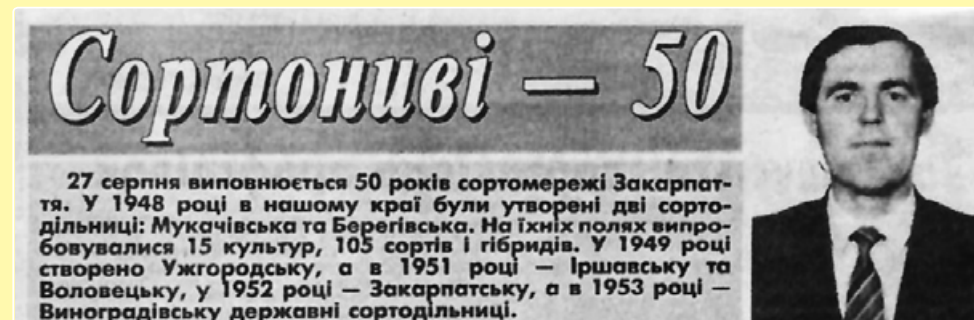 Сортониві — 50
27 серпня виповнюється 50 років сортомережі Закарпат-
тя. У 1948 році в нашому краї були утворені дві сорто-
дільниці: Мукачівська та Берегівська. На їхніх полях випро-
бовувалися 15 культур, 105 сортів і гібридів. У 1949 році
створено Ужгородську, а в 1951 році — Іршавську та
Воловецьку, у 1952 році — Закарпатську, а в 1953 році —
Виноградівську державні сортодільниці.